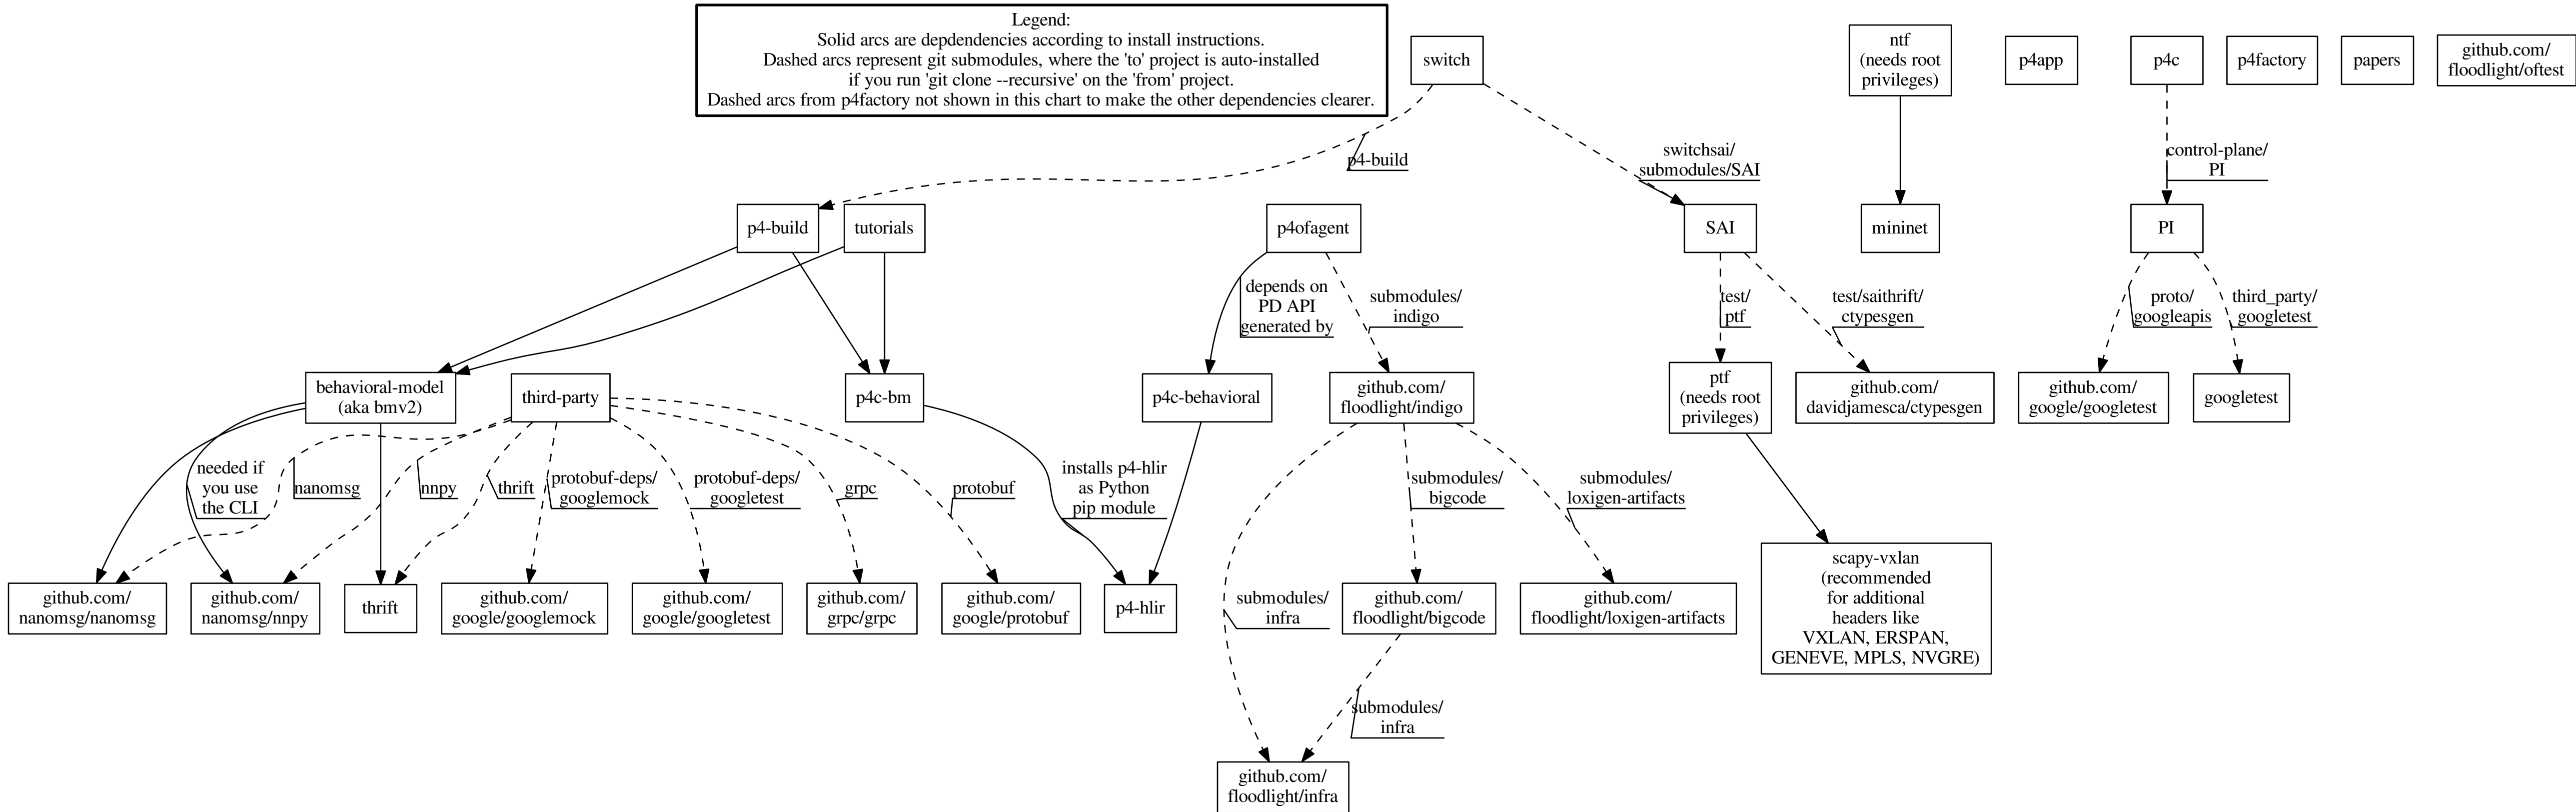 Legend:
Solid arcs are depdendencies according to install instructions.
Dashed arcs represent git submodules, where the 'to' project is auto-installed
if you run 'git clone --recursive' on the 'from' project.
Dashed arcs from p4factory not shown in this chart to make the other dependencies clearer.
switch
ntf
(needs root
privileges)
p4app
p4c
p4factory
papers
github.com/
floodlight/oftest
p4-build
switchsai/
submodules/SAI
control-plane/
PI
p4-build
tutorials
p4ofagent
SAI
mininet
PI
depends on
PD API
generated by
submodules/
indigo
test/
ptf
test/saithrift/
ctypesgen
proto/
googleapis
third_party/
googletest
behavioral-model
(aka bmv2)
third-party
p4c-bm
p4c-behavioral
github.com/
floodlight/indigo
ptf
(needs root
privileges)
github.com/
davidjamesca/ctypesgen
github.com/
google/googletest
googletest
needed if
you use
the CLI
nanomsg
nnpy
thrift
protobuf-deps/
googlemock
protobuf-deps/
googletest
grpc
protobuf
installs p4-hlir
as Python
pip module
submodules/
bigcode
submodules/
loxigen-artifacts
github.com/
nanomsg/nanomsg
github.com/
nanomsg/nnpy
thrift
github.com/
google/googlemock
github.com/
google/googletest
github.com/
grpc/grpc
github.com/
google/protobuf
p4-hlir
submodules/
infra
github.com/
floodlight/bigcode
github.com/
floodlight/loxigen-artifacts
scapy-vxlan
(recommended
for additional
headers like
VXLAN, ERSPAN,
GENEVE, MPLS, NVGRE)
submodules/
infra
github.com/
floodlight/infra